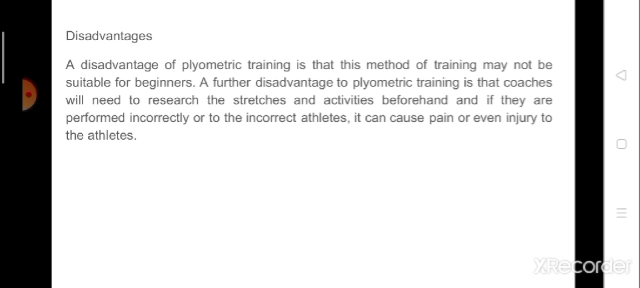 Disadvantages
A disadvantage of plyometric training is that this method of training may not be
suitable for beginners. A further disadvantage to plyometric training is that coaches
will need to research the stretches and activities beforehand and if they are
performed incorrectly or to the incorrect athletes, it can cause pain or even injury to
the athletes.
XRecorder